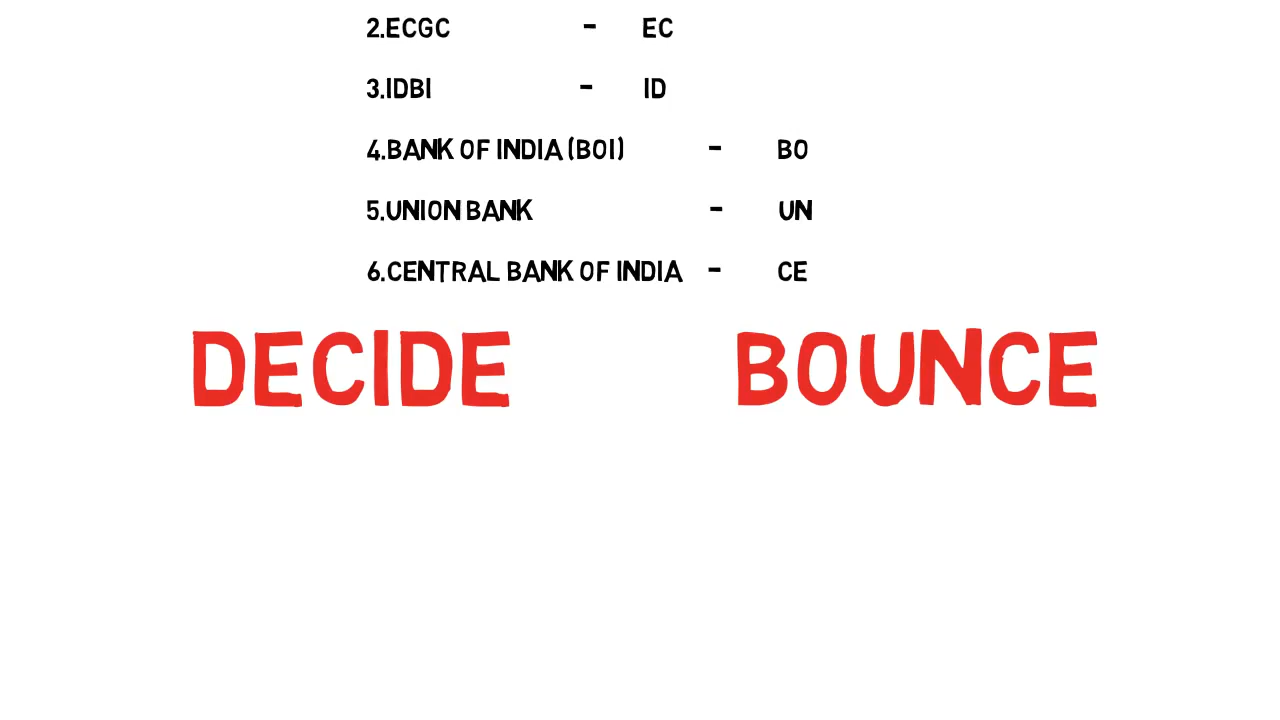 2.ECGC - EC
3.IDBI - ID
4.BANK OF INDIA (BOI) - BO
5.UNION BANK - UN
6.CENTRAL BANK OF INDIA - CE
DECIDE BOUNCE